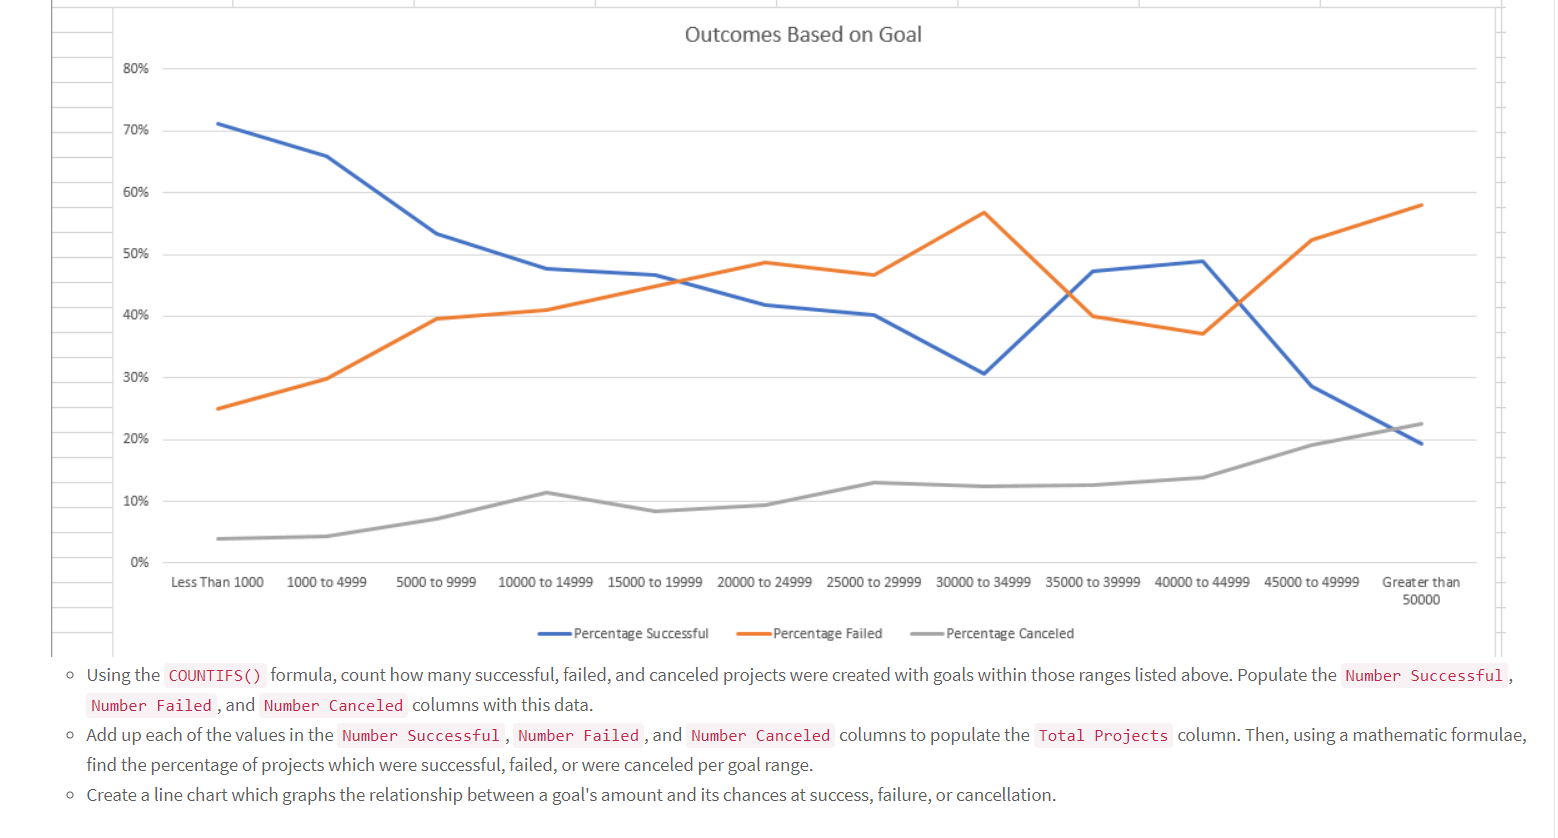 Outcomes Based on Goal
80%
70%
60%
50%
40%
30%
20%
10%
0%
Less Than 1000 1000 to 4999 5000 to 9999 10000 to 14999 15000 to 19999 20000 to 24999 25000 to 29999 30000 to 34999 35000 to 39999 40000 to 44999 45000 to 49999 Greater than
50000
Percentage Successful Percentage Failed Percentage Canceled
Using the COUNTIFS() formula, count how many successful, failed, and canceled projects were created with goals within those ranges listed above. Populate the Number Successful,
Number Failed, and Number Canceled columns with this data.
Add up each of the values in the Number Successful, Number Failed, and Number Canceled columns to populate the Total Projects column. Then, using a mathematic formulae,
find the percentage of projects which were successful, failed, or were canceled per goal range.
Create a line chart which graphs the relationship between a goal's amount and its chances at success, failure, or cancellation.